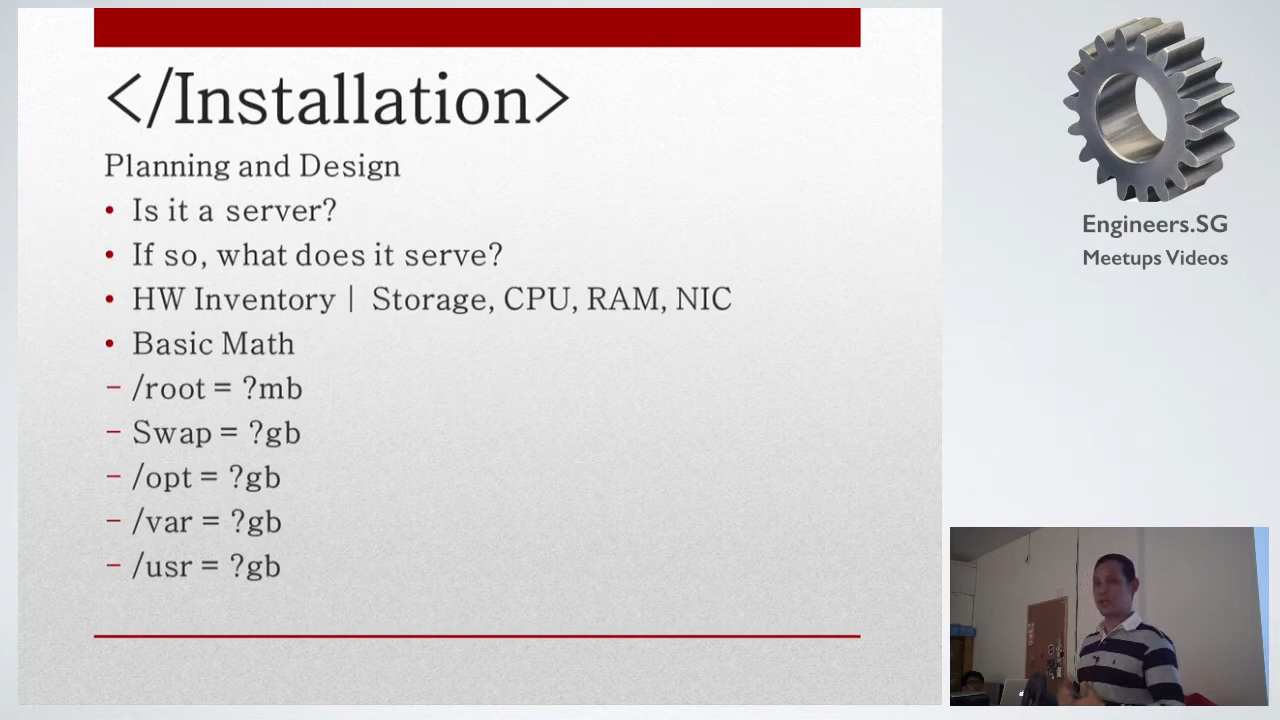 </Installation>
Planning and Design
• Is it a server?
• If so, what does it serve?
• HW Inventory | Storage, CPU, RAM, NIC
• Basic Math
– /root = ?mb
– Swap = ?gb
– /opt = ?gb
– /var = ?gb
– /usr = ?gb
Engineers.SG
Meetups Videos